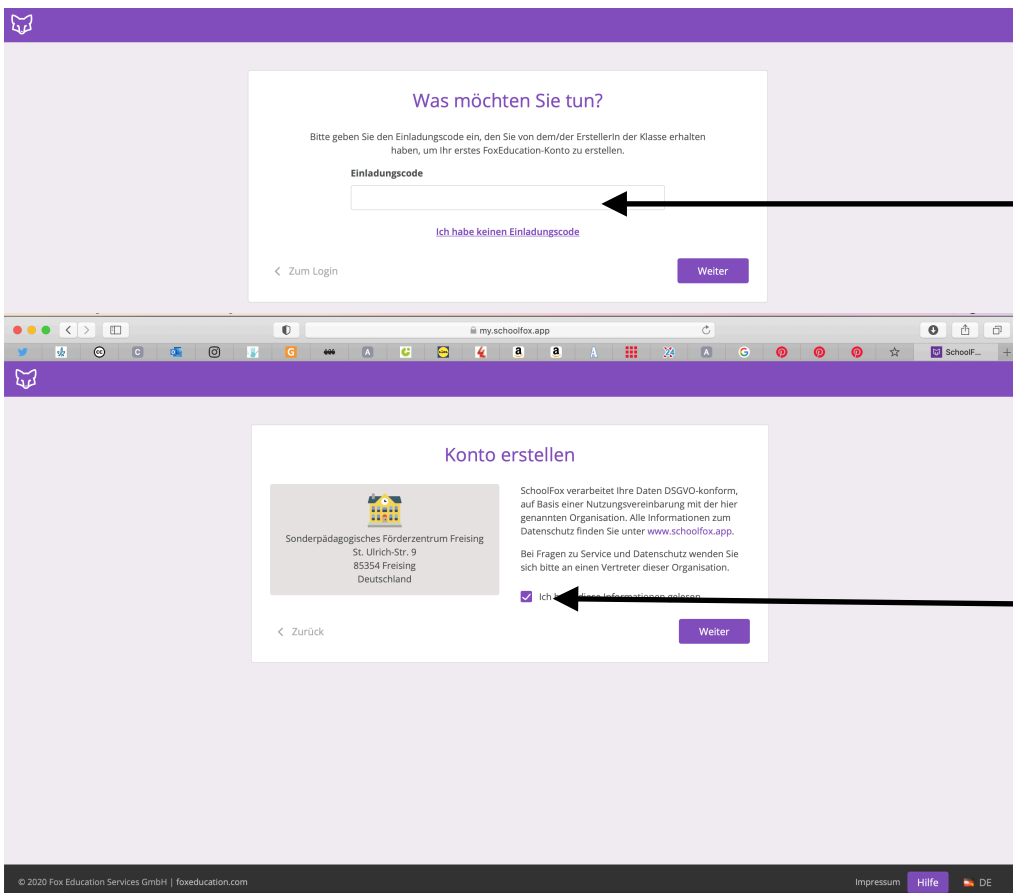 Was möchten Sie tun?
Bitte geben Sie den Einladungscode ein, den Sie von dem/der ErstellerIn der Klasse erhalten
haben, um Ihr erstes FoxEducation-Konto zu erstellen.
Einladungscode
Ich habe keinen Einladungscode
Zum Login
Weiter
my.schoolfox.app
SchoolF...
Konto erstellen
Sonderpädagogisches Förderzentrum Freising
St. Ulrich-Str. 9
85354 Freising
Deutschland
SchoolFox verarbeitet Ihre Daten DSGVO-konform,
auf Basis einer Nutzungsvereinbarung mit der hier
genannten Organisation. Alle Informationen zum
Datenschutz finden Sie unter www.schoolfox.app.
Bei Fragen zu Service und Datenschutz wenden Sie
sich bitte an einen Vertreter dieser Organisation.
Ich diese Informationen gelesen
Zurück
Weiter
© 2020 Fox Education Services GmbH | foxeducation.com
Impressum
Hilfe
DE